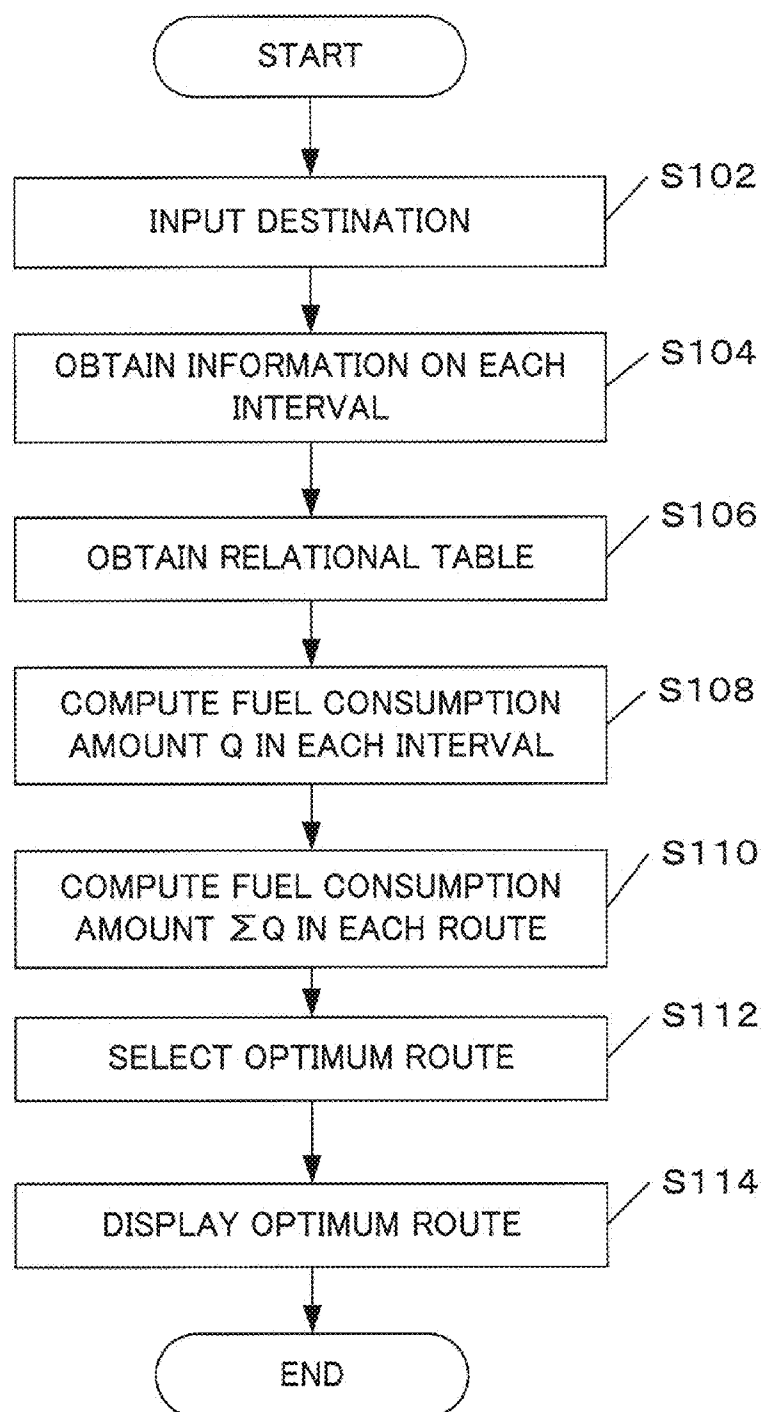 START
S102
INPUT DESTINATION
S104
OBTAIN INFORMATION ON EACH
INTERVAL
S106
OBTAIN RELATIONAL TABLE
S108
COMPUTE FUEL CONSUMPTION
AMOUNT Q IN EACH INTERVAL
S110
COMPUTE FUEL CONSUMPTION
AMOUNT ΣQ IN EACH ROUTE
S112
SELECT OPTIMUM ROUTE
S114
DISPLAY OPTIMUM ROUTE
END